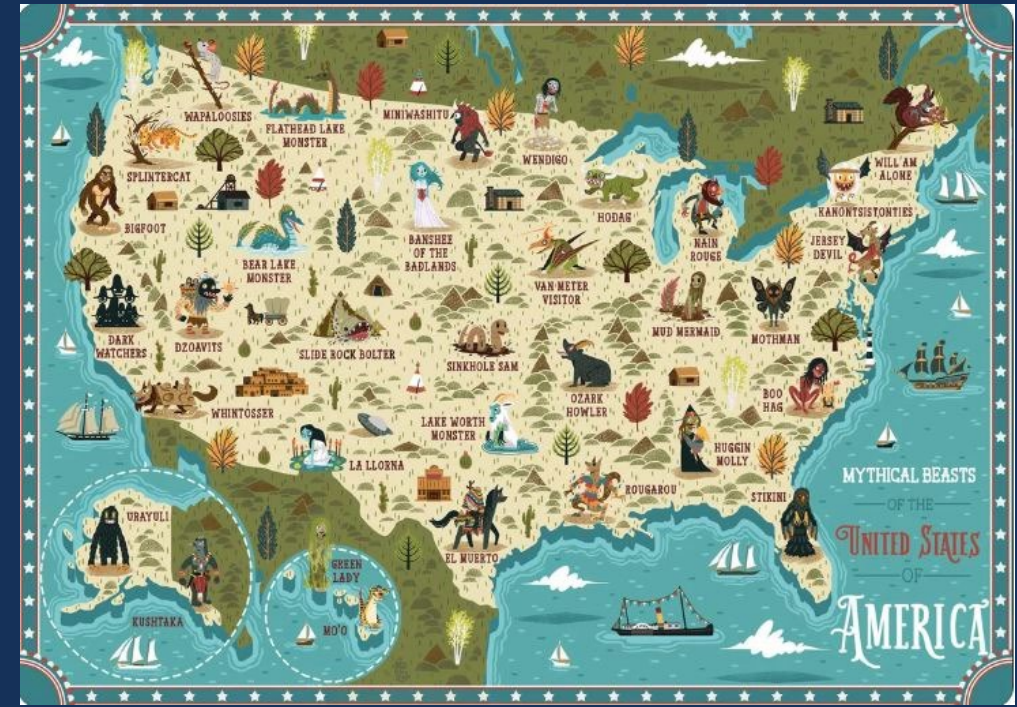 WAPALOOSIES
FLATHEAD LAKE
MONSTER
MINIWASHITU
WENDIGO
WILL AM
ALONE
SPLINTERCAT
BIGFOOT
HODAG
KANONTSISTONTIES
BANSHEE
OF THE
BADLANDS
NAIN
ROUGE
JERSEY
DEVIL
BEAR LAKE
MONSTER
VAN METER
VISITOR
DARK
WATCHERS
DZOAVITS
SLIDE ROCK BOLTER
SINKHOLE SAM
MUD MERMAID
MOTHMAN
WHINTOSSER
OZARK
HOWLER
BOO
HAG
LAKE WORTH
MONSTER
LA LLORNA
HUGGIN
MOLLY
ROUGAROU
STIKINI
EL MUERTO
URAYULI
KUSHTAKA
GREEN
LADY
MO'O
MYTHICAL BEASTS
OF THE
UNITED STATES
OF
AMERICA